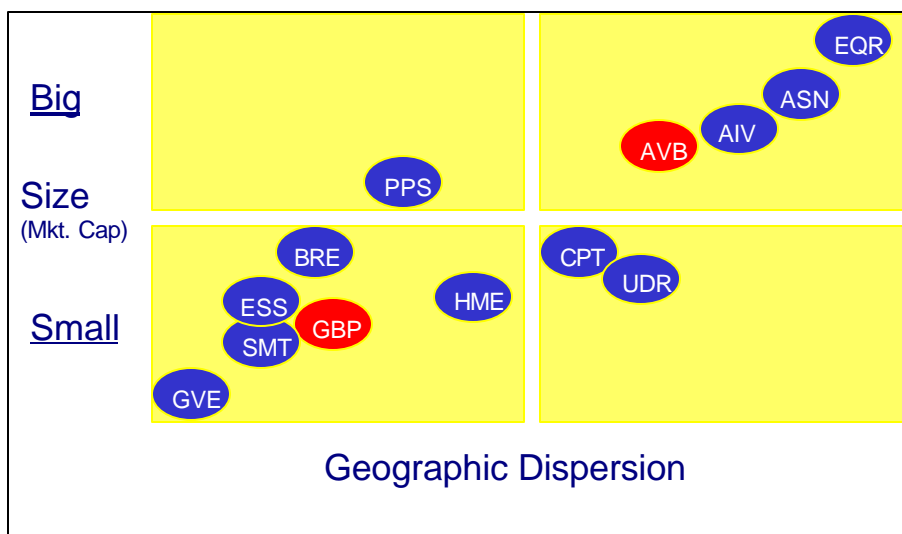 EQR
Big
ASN
AIV
AVB
PPS
Size
(Mkt. Cap)
BRE
CPT
UDR
ESS
HME
GBP
Small
SMT
GVE
Geographic Dispersion